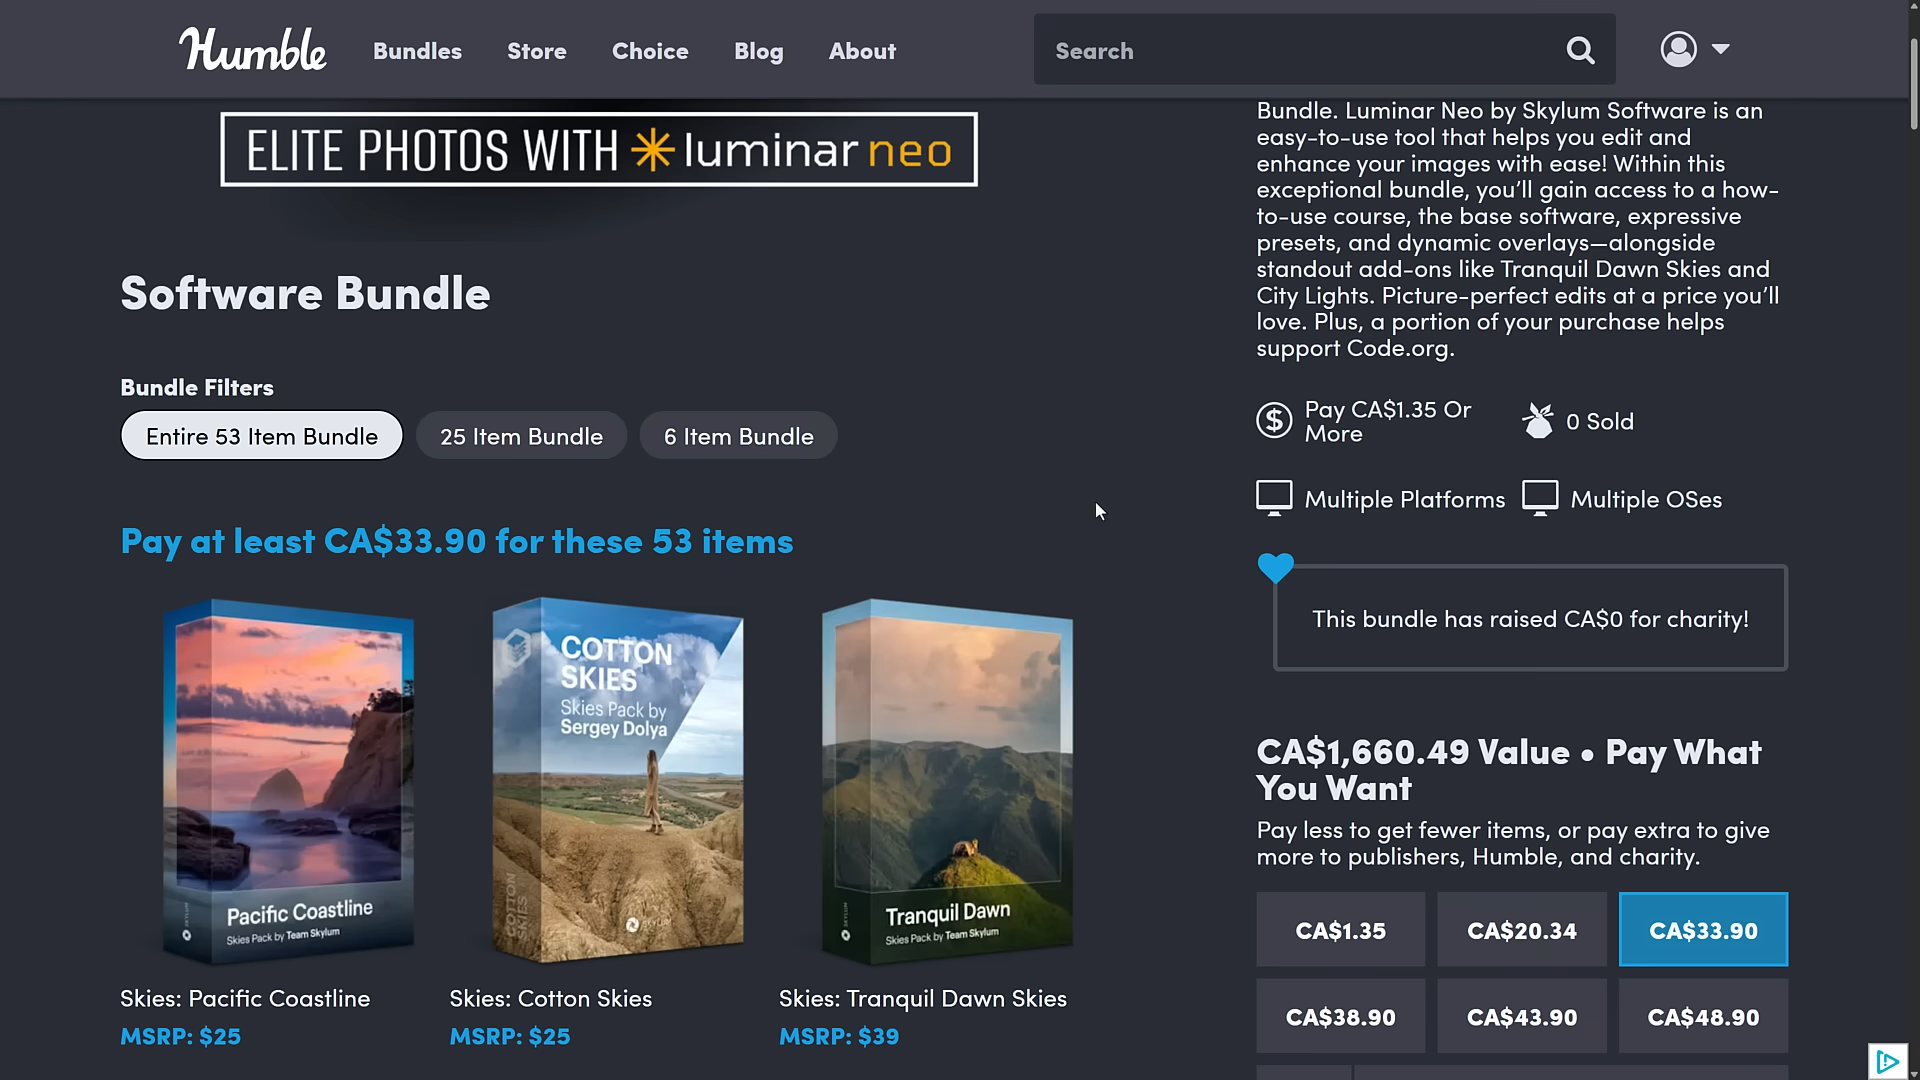 Humble
Bundles
Store
Choice
Blog
About
Search
ELITE PHOTOS WITH luminar neo
Software Bundle
Bundle Filters
Entire 53 Item Bundle
25 Item Bundle
6 Item Bundle
Pay at least CA$33.90 for these 53 items
Pacific Coastline
Skies Pack by Team Skylum
SKYLUM
COTTON
SKIES
Skies Pack by
Sergey Dolya
COTTON
SKIES
SKYLUM
Tranquil Dawn
Skies Pack by Team Skylum
SKYLUM
Skies: Pacific Coastline
MSRP: $25
Skies: Cotton Skies
MSRP: $25
Skies: Tranquil Dawn Skies
MSRP: $39
Bundle. Luminar Neo by Skylum Software is an
easy-to-use tool that helps you edit and
enhance your images with ease! Within this
exceptional bundle, you’ll gain access to a how-
to-use course, the base software, expressive
presets, and dynamic overlays—alongside
standout add-ons like Tranquil Dawn Skies and
City Lights. Picture-perfect edits at a price you’ll
love. Plus, a portion of your purchase helps
support Code.org.
Pay CA$1.35 Or
More
0 Sold
Multiple Platforms
Multiple OSes
This bundle has raised CA$0 for charity!
CA$1,660.49 Value • Pay What
You Want
Pay less to get fewer items, or pay extra to give
more to publishers, Humble, and charity.
CA$1.35
CA$20.34
CA$33.90
CA$38.90
CA$43.90
CA$48.90